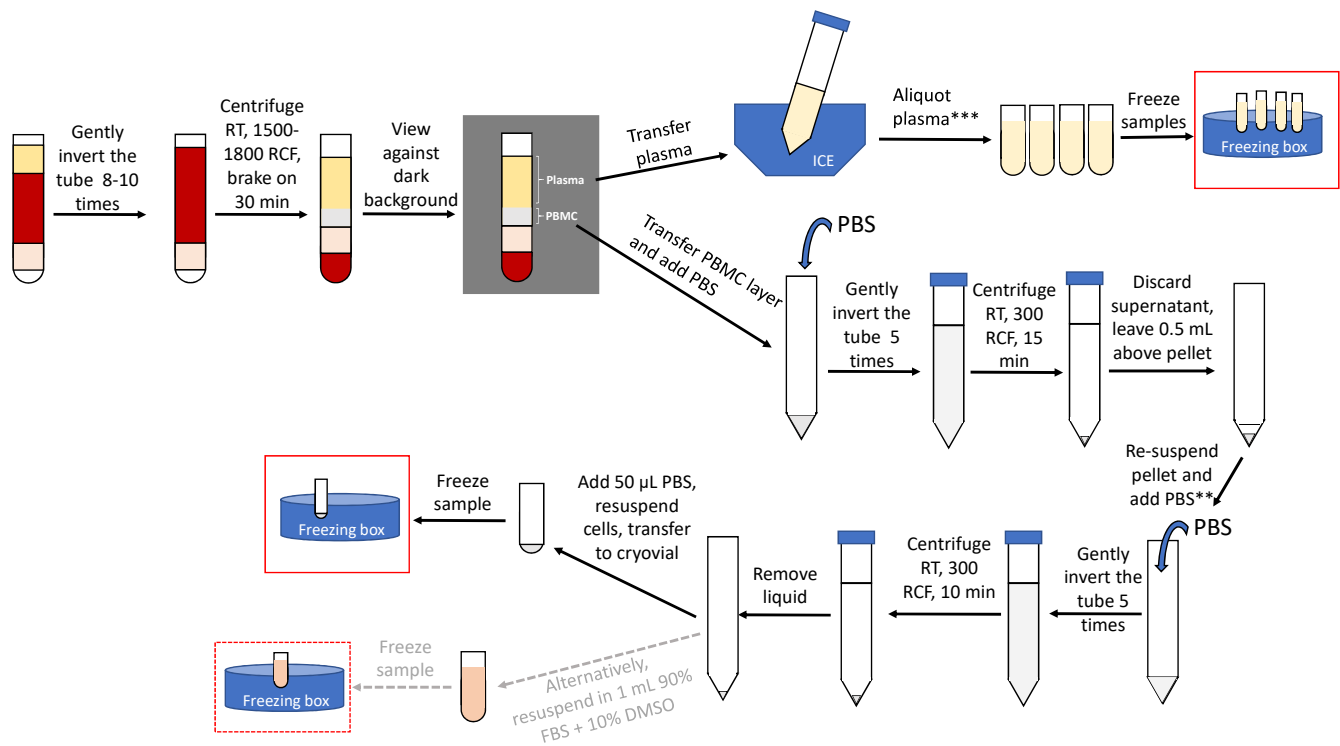 Gently
invert the
tube 8-10
times
Centrifuge
RT, 1500-
1800 RCF,
brake on
30 min
View
against
dark
background
Plasma
PBMC
Transfer
plasma
ICE
Aliquot
plasma***
Freeze
samples
Freezing box
Transfer PBMC layer
and add PBS
PBS
Gently
invert the
tube 5
times
Centrifuge
RT, 300
RCF, 15
min
Discard
supernatant,
leave 0.5 mL
above pellet
Re-suspend
pellet and
add PBS**
PBS
Gently
invert the
tube 5
times
Centrifuge
RT, 300
RCF, 10 min
Remove
liquid
Add 50 µL PBS,
resuspend
cells, transfer
to cryovial
Freeze
sample
Freezing box
Alternatively,
resuspend in 1 mL 90%
FBS + 10% DMSO
Freeze
sample
Freezing box